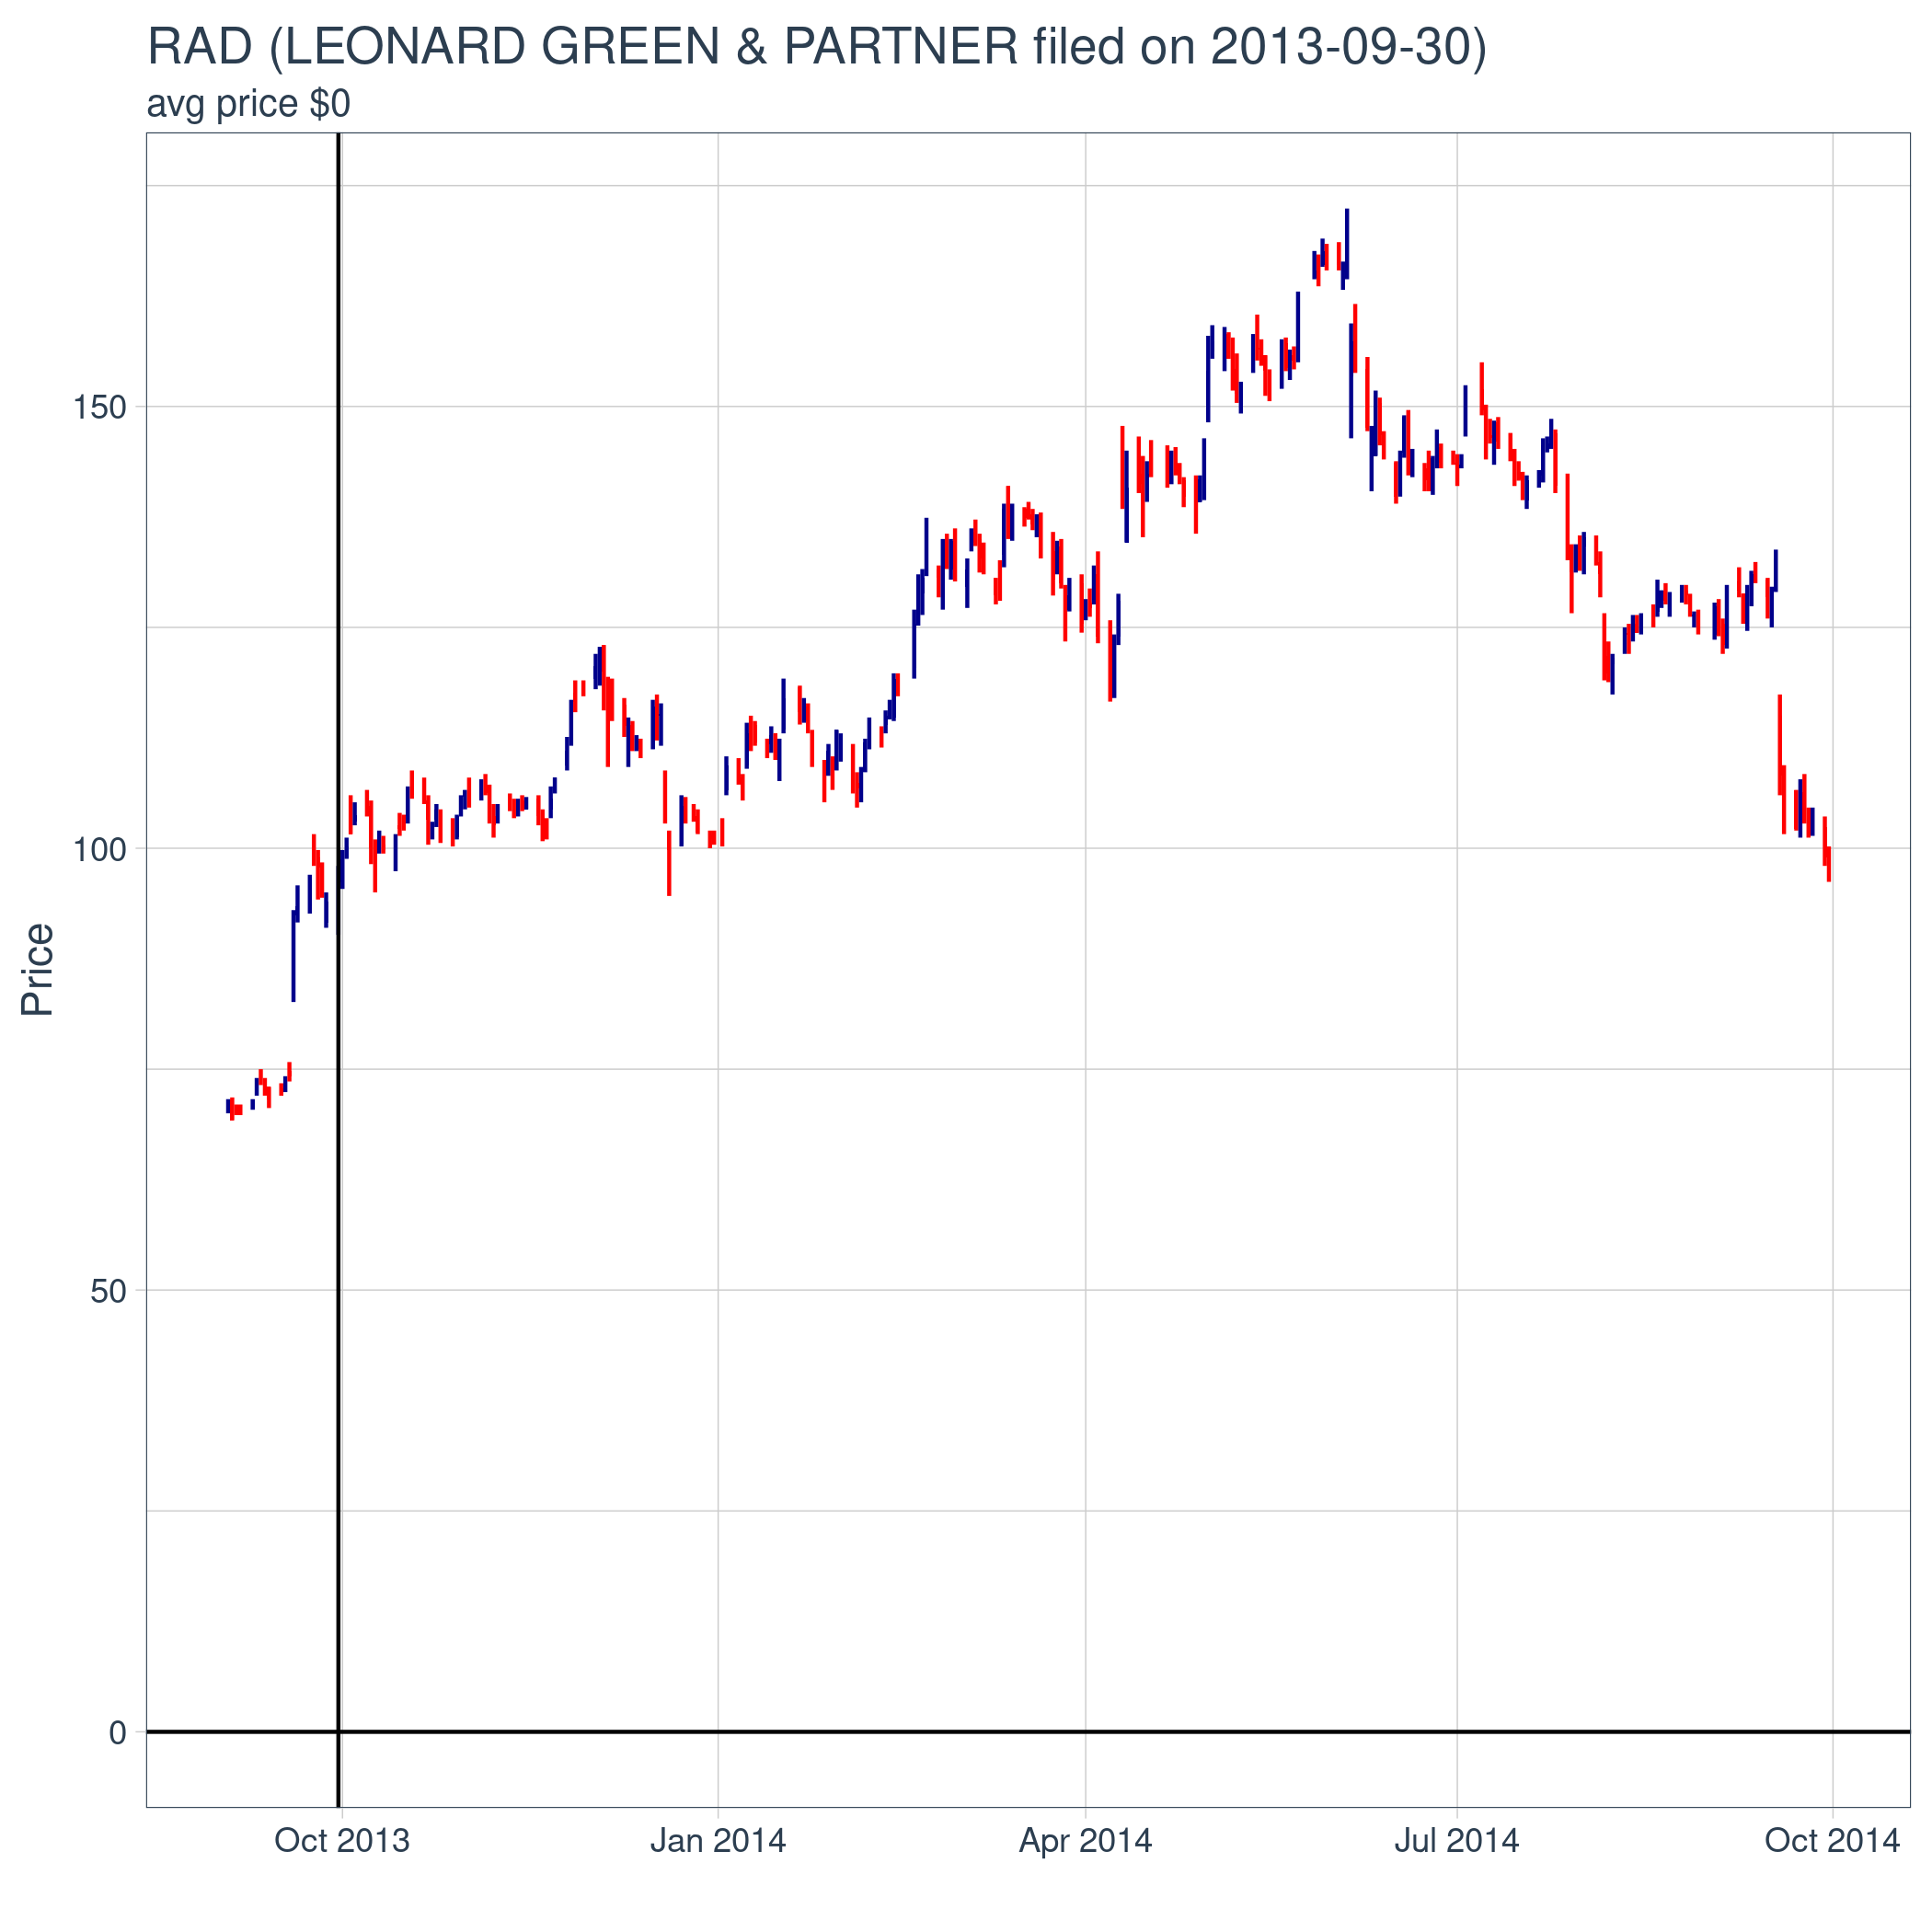 RAD (LEONARD GREEN & PARTNER filed on 2013-09-30)
avg price $0
150
100
50
0
Price
Oct 2013
Jan 2014
Apr 2014
Jul 2014
Oct 2014